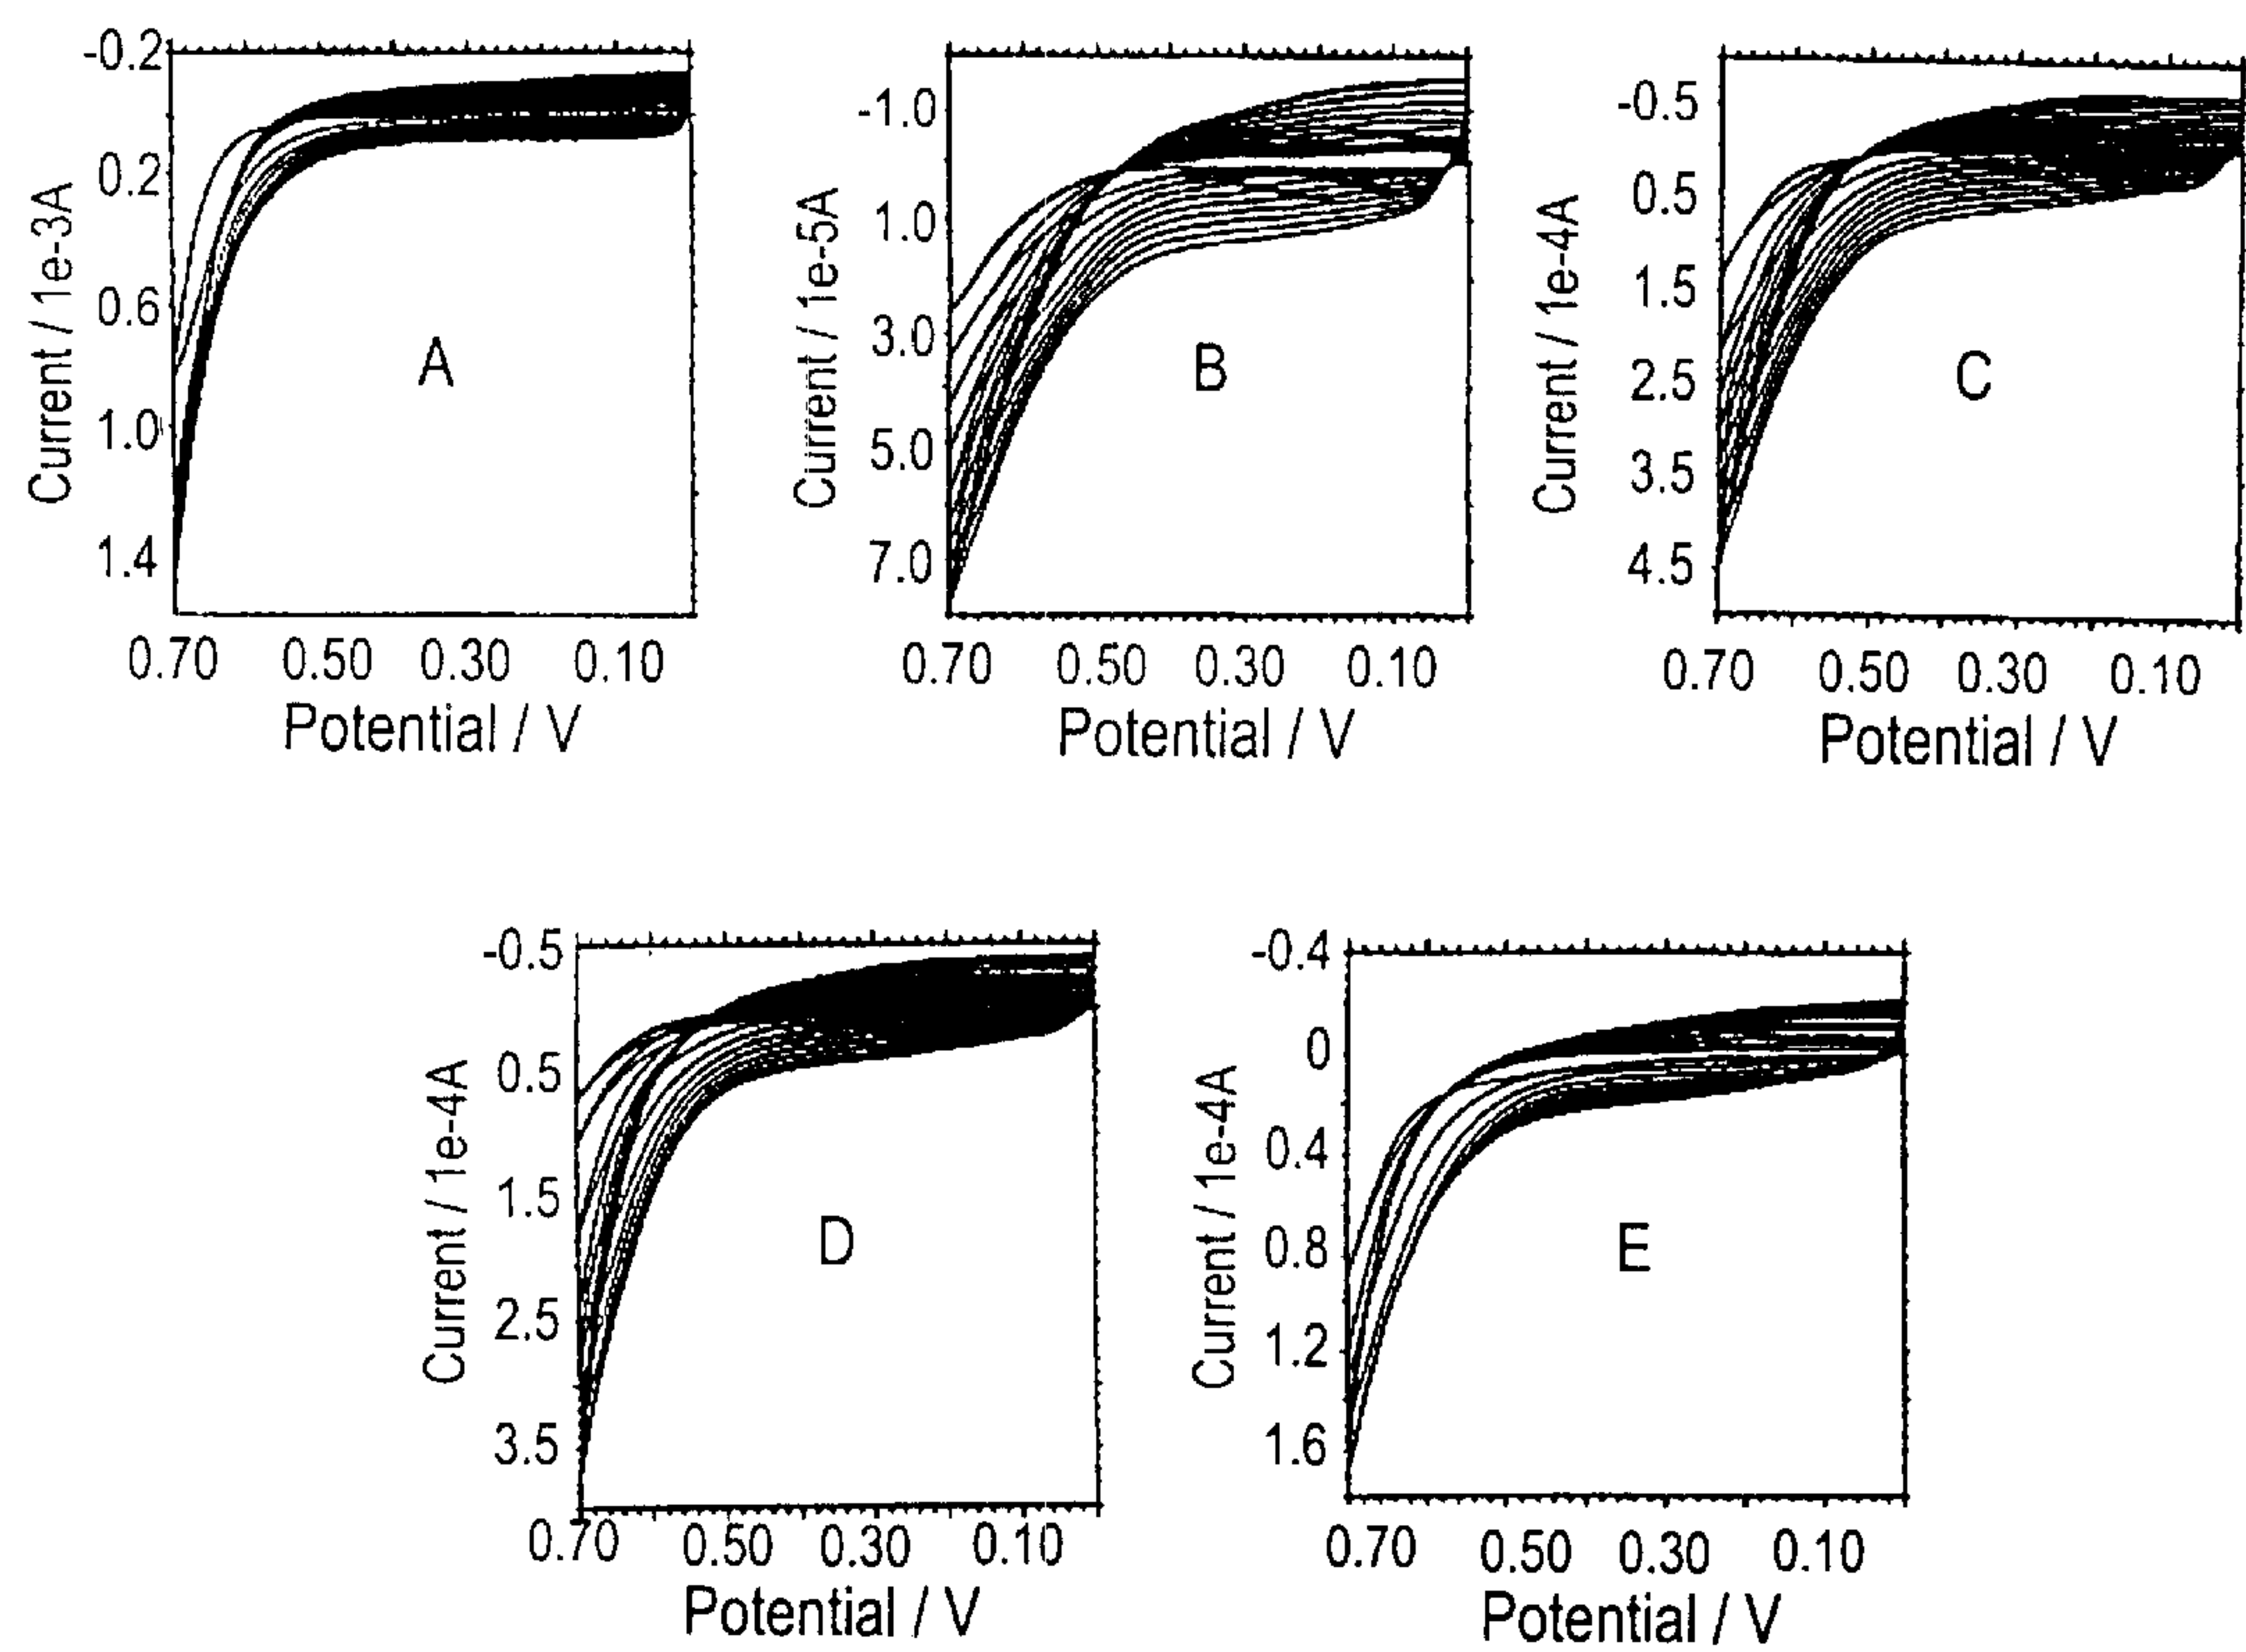 -0.2
0.2
0.6
1.0
1.4
Current / 1e-3A
A
0.70 0.50 0.30 0.10
Potential / V
-1.0
1.0
3.0
5.0
7.0
Current / 1e-5A
B
0.70 0.50 0.30 0.10
Potential / V
-0.5
0.5
1.5
2.5
3.5
4.5
Current / 1e-4A
C
0.70 0.50 0.30 0.10
Potential / V
-0.5
0.5
1.5
2.5
3.5
Current / 1e-4A
D
0.70 0.50 0.30 0.10
Potential / V
-0.4
0
0.4
0.8
1.2
1.6
Current / 1e-4A
E
0.70 0.50 0.30 0.10
Potential / V